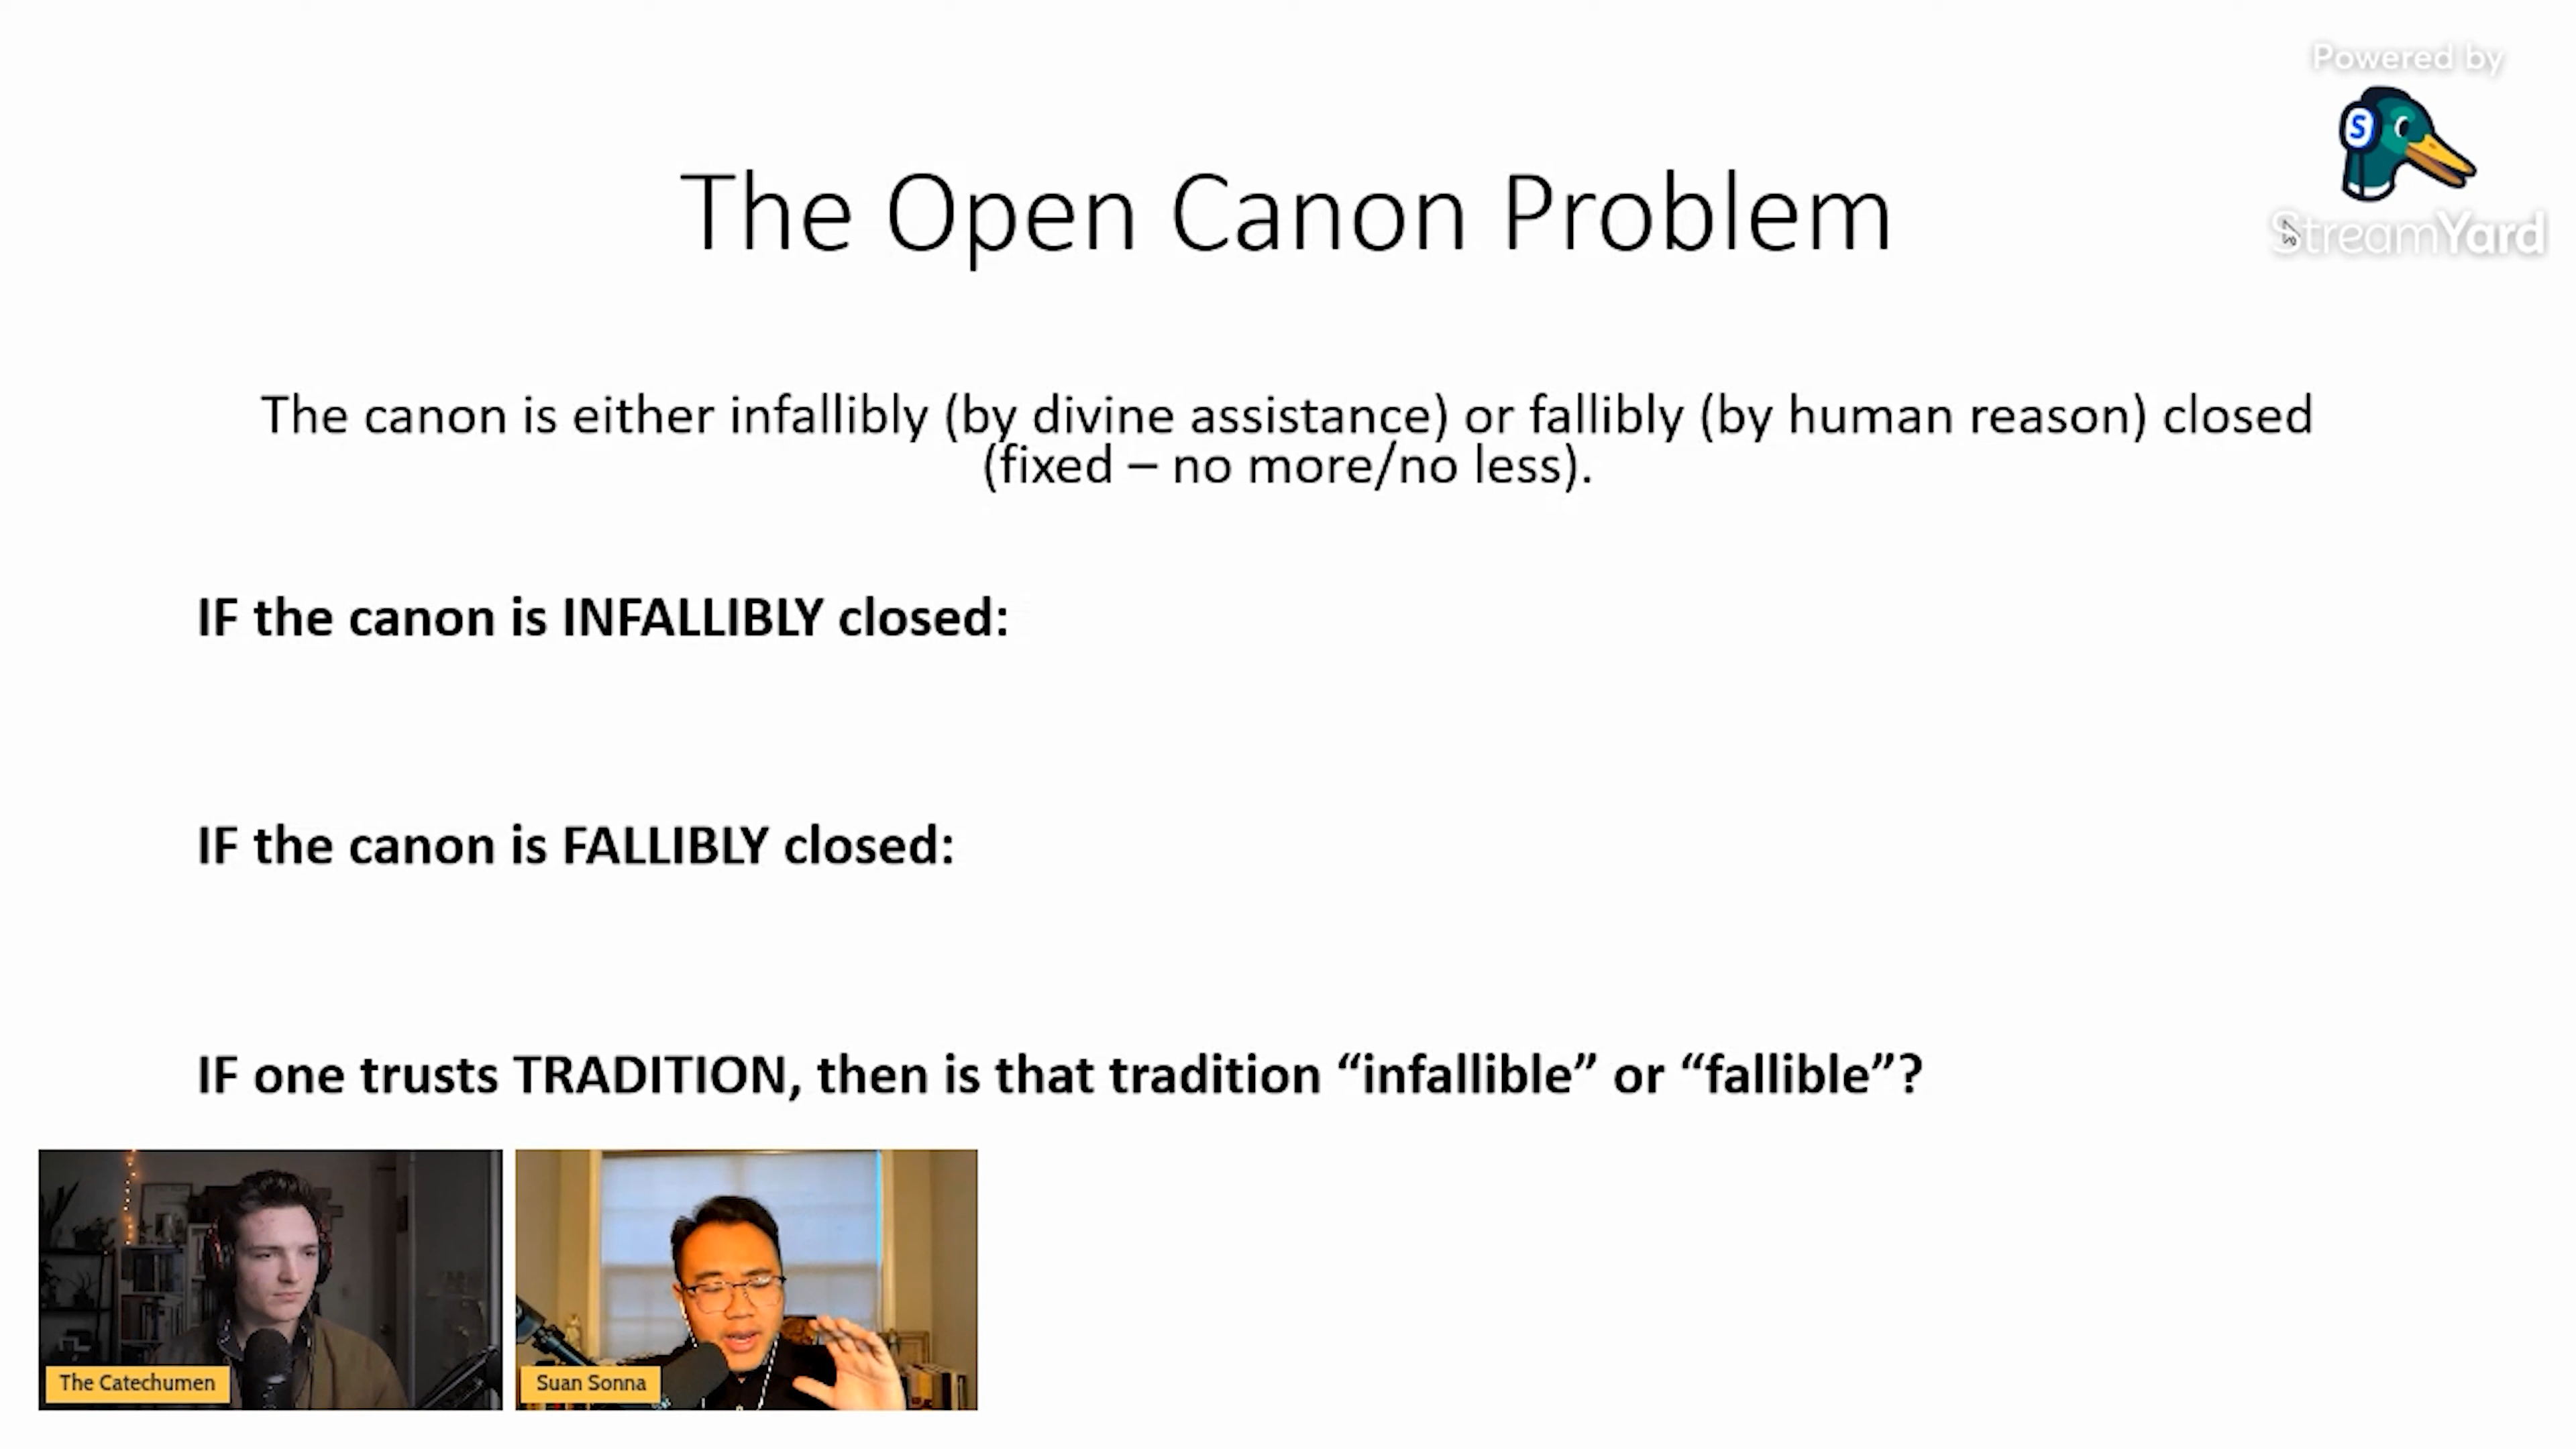 Powered by
S
StreamYard
The Open Canon Problem
The canon is either infallibly (by divine assistance) or fallibly (by human reason) closed
(fixed – no more/no less).
IF the canon is INFALLIBLY closed:
IF the canon is FALLIBLY closed:
IF one trusts TRADITION, then is that tradition “infallible” or “fallible”?
The Catechumen
Suan Sonna